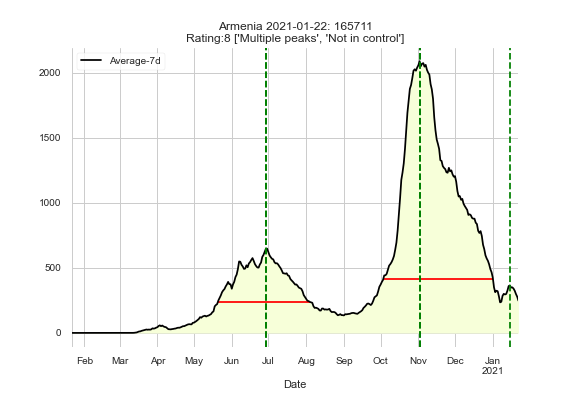 Armenia 2021-01-22: 165711
Rating:8 ['Multiple peaks', 'Not in control']
Average-7d
2000
1500
1000
500
0
Feb Mar Apr May Jun Jul Aug Sep Oct Nov Dec Jan
2021
Date